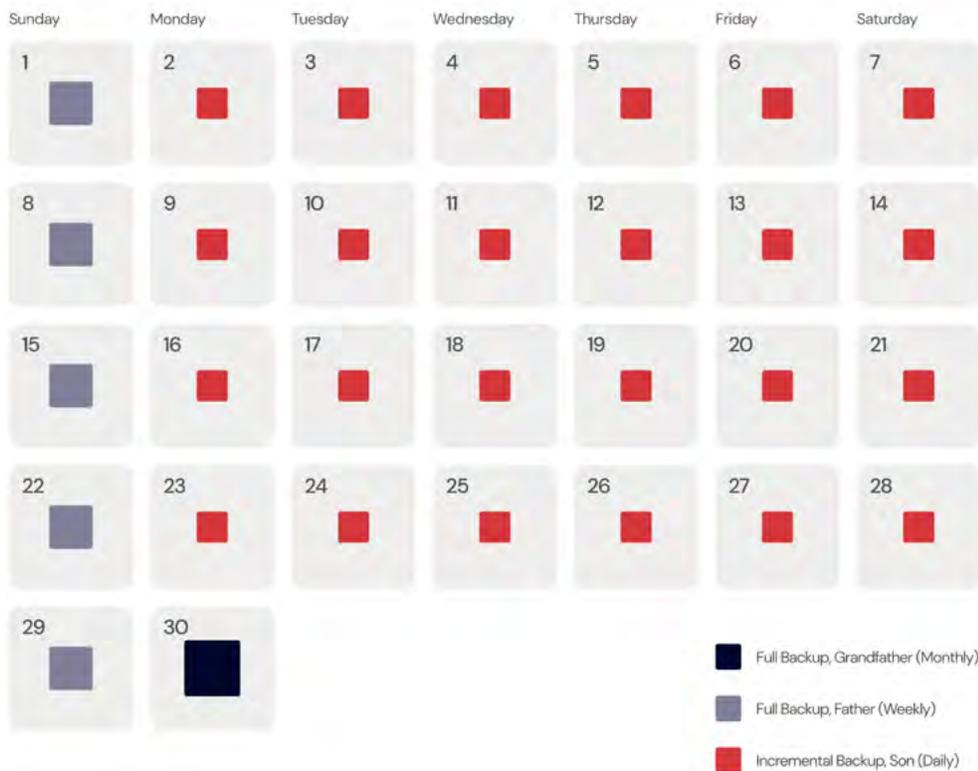 Sunday Monday Tuesday Wednesday Thursday Friday Saturday
1 2 3 4 5 6 7
8 9 10 11 12 13 14
15 16 17 18 19 20 21
22 23 24 25 26 27 28
29 30
Full Backup, Grandfather (Monthly)
Full Backup, Father (Weekly)
Incremental Backup, Son (Daily)